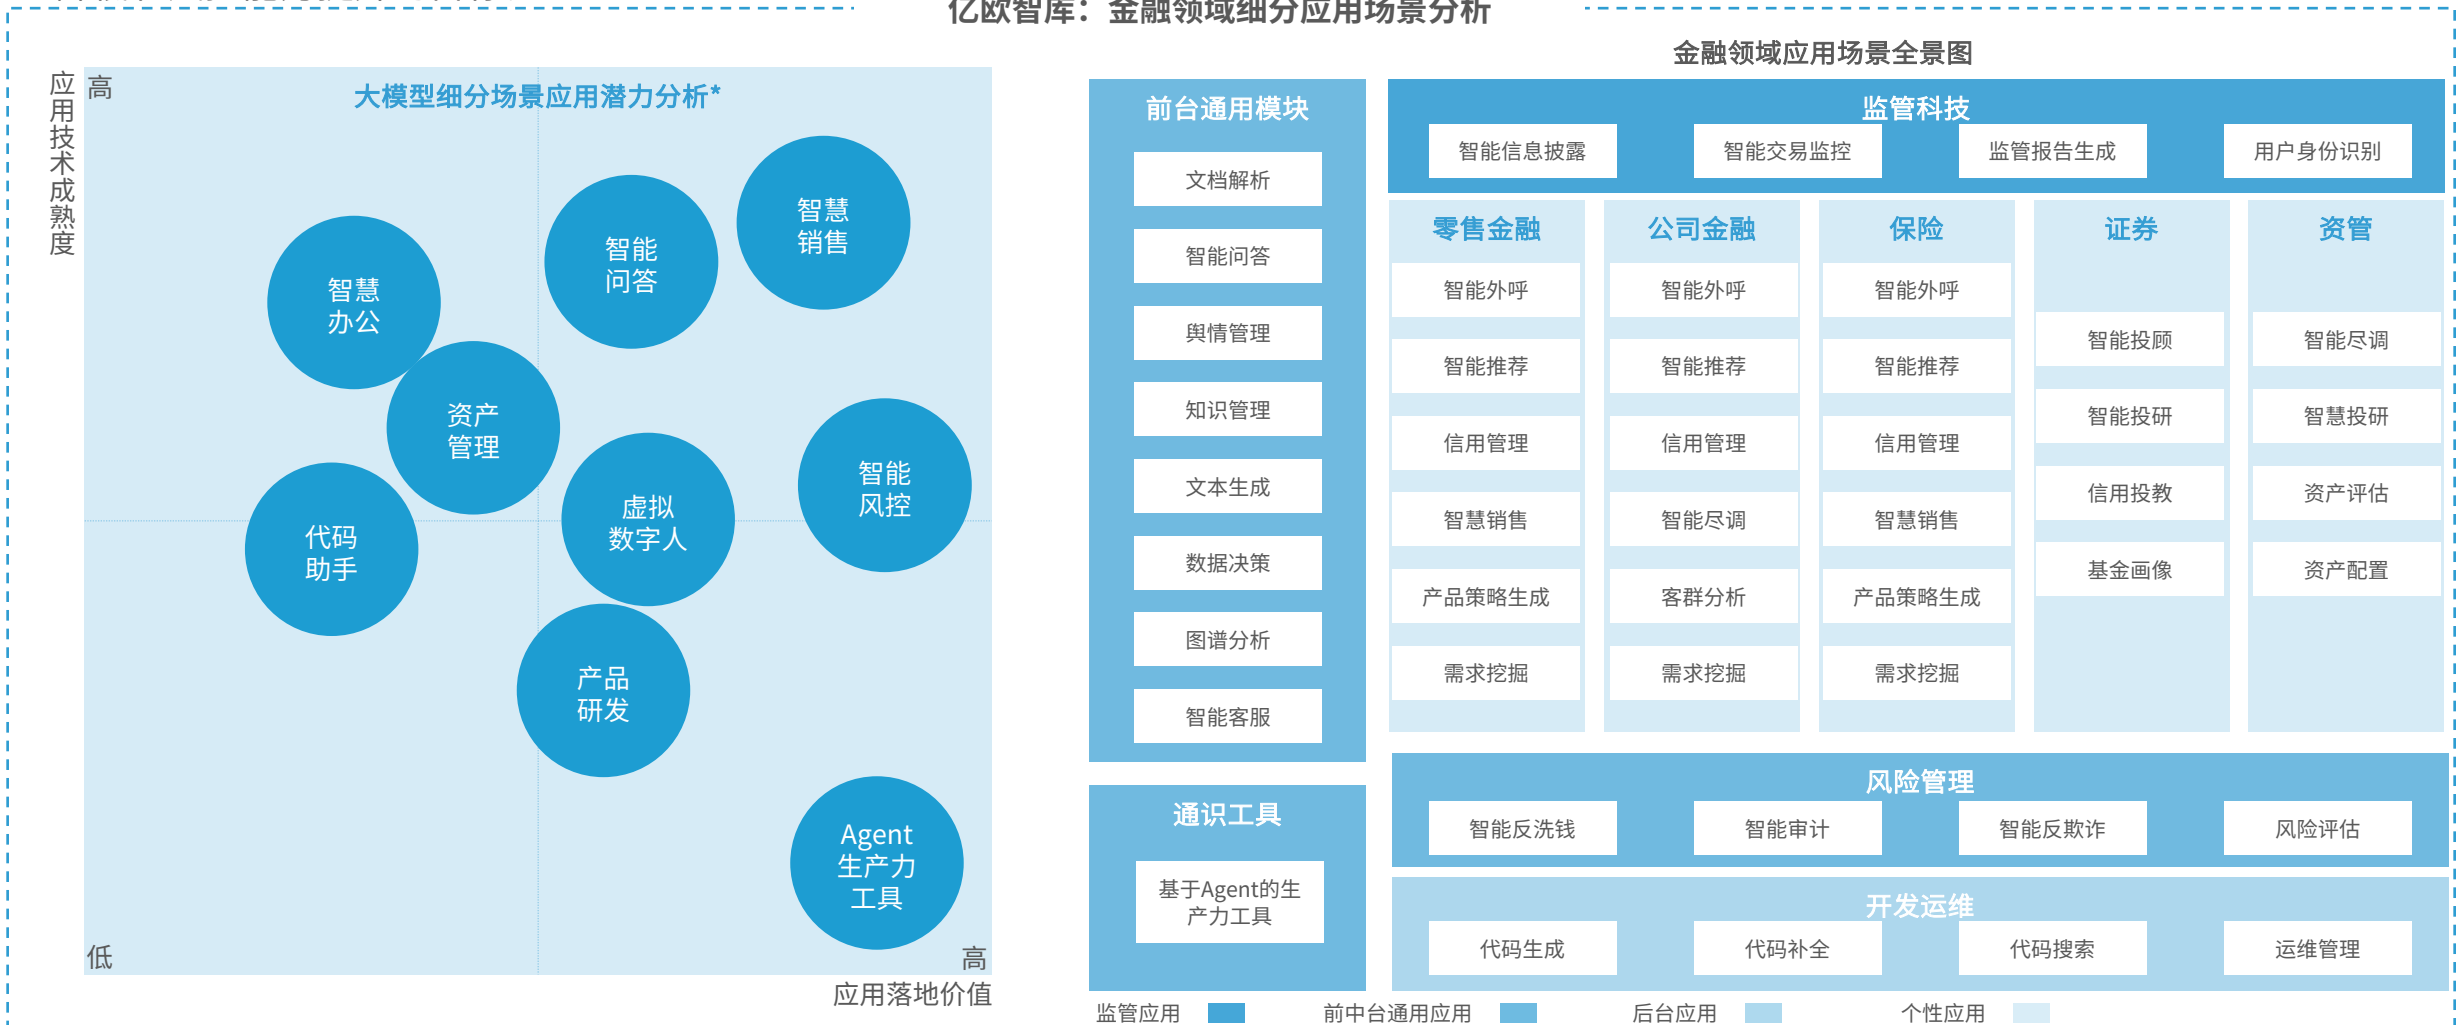 亿欧智库：金融领域细分应用场景分析
应用技术成熟度
高
大模型细分场景应用潜力分析*
智慧
销售
智能
问答
智慧
办公
资产
管理
智能
风控
虚拟
数字人
代码
助手
产品
研发
Agent
生产力
工具
低
高
应用落地价值
金融领域应用场景全景图
前台通用模块
文档解析
智能问答
舆情管理
知识管理
文本生成
数据决策
图谱分析
智能客服
通识工具
基于Agent的生
产力工具
监管科技
智能信息披露
智能交易监控
监管报告生成
用户身份识别
零售金融
智能外呼
智能推荐
信用管理
智慧销售
产品策略生成
需求挖掘
公司金融
智能外呼
智能推荐
信用管理
智能尽调
客群分析
需求挖掘
保险
智能外呼
智能推荐
信用管理
智慧销售
产品策略生成
需求挖掘
证券
智能投顾
智能投研
信用投教
基金画像
资管
智能尽调
智慧投研
资产评估
资产配置
风险管理
智能反洗钱
智能审计
智能反欺诈
风险评估
开发运维
代码生成
代码补全
代码搜索
运维管理
监管应用
前中台通用应用
后台应用
个性应用